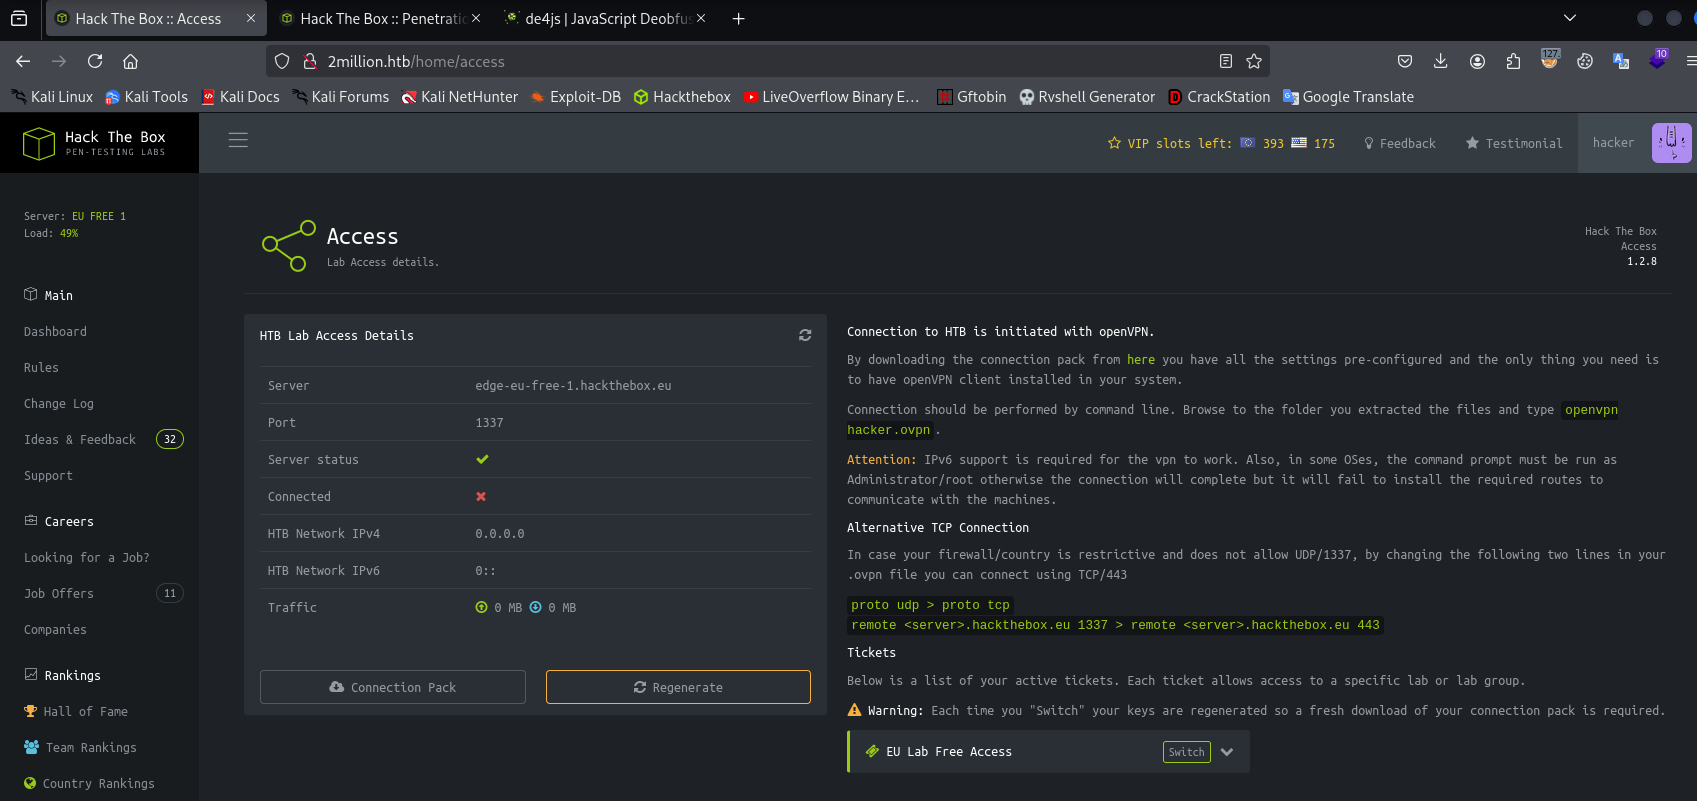 Hack The Box :: Access
Hack The Box :: Penetratio
de4js | JavaScript Deobfus
2million.htb/home/access
127
10
Kali Linux
Kali Tools
Kali Docs
Kali Forums
Kali NetHunter
Exploit-DB
Hackthebox
LiveOverflow Binary E...
Gftobin
Rvshell Generator
CrackStation
Google Translate
Hack The Box
PEN-TESTING LABS
VIP slots left: 393 175
Feedback
Testimonial
hacker
Server: EU FREE 1
Load: 49%
Main
Dashboard
Rules
Change Log
Ideas & Feedback 32
Support
Careers
Looking for a Job?
Job Offers 11
Companies
Rankings
Hall of Fame
Team Rankings
Country Rankings
Access
Lab Access details.
Hack The Box
Access
1.2.8
HTB Lab Access Details
Server edge-eu-free-1.hackthebox.eu
Port 1337
Server status
Connected
HTB Network IPv4 0.0.0.0
HTB Network IPv6 0::
Traffic 0 MB 0 MB
Connection Pack
Regenerate
Connection to HTB is initiated with openVPN.
By downloading the connection pack from here you have all the settings pre-configured and the only thing you need is
to have openVPN client installed in your system.
Connection should be performed by command line. Browse to the folder you extracted the files and type openvpn
hacker.ovpn.
Attention: IPv6 support is required for the vpn to work. Also, in some OSes, the command prompt must be run as
Administrator/root otherwise the connection will complete but it will fail to install the required routes to
communicate with the machines.
Alternative TCP Connection
In case your firewall/country is restrictive and does not allow UDP/1337, by changing the following two lines in your
.ovpn file you can connect using TCP/443
proto udp > proto tcp
remote <server>.hackthebox.eu 1337 > remote <server>.hackthebox.eu 443
Tickets
Below is a list of your active tickets. Each ticket allows access to a specific lab or lab group.
Warning: Each time you "Switch" your keys are regenerated so a fresh download of your connection pack is required.
EU Lab Free Access
Switch